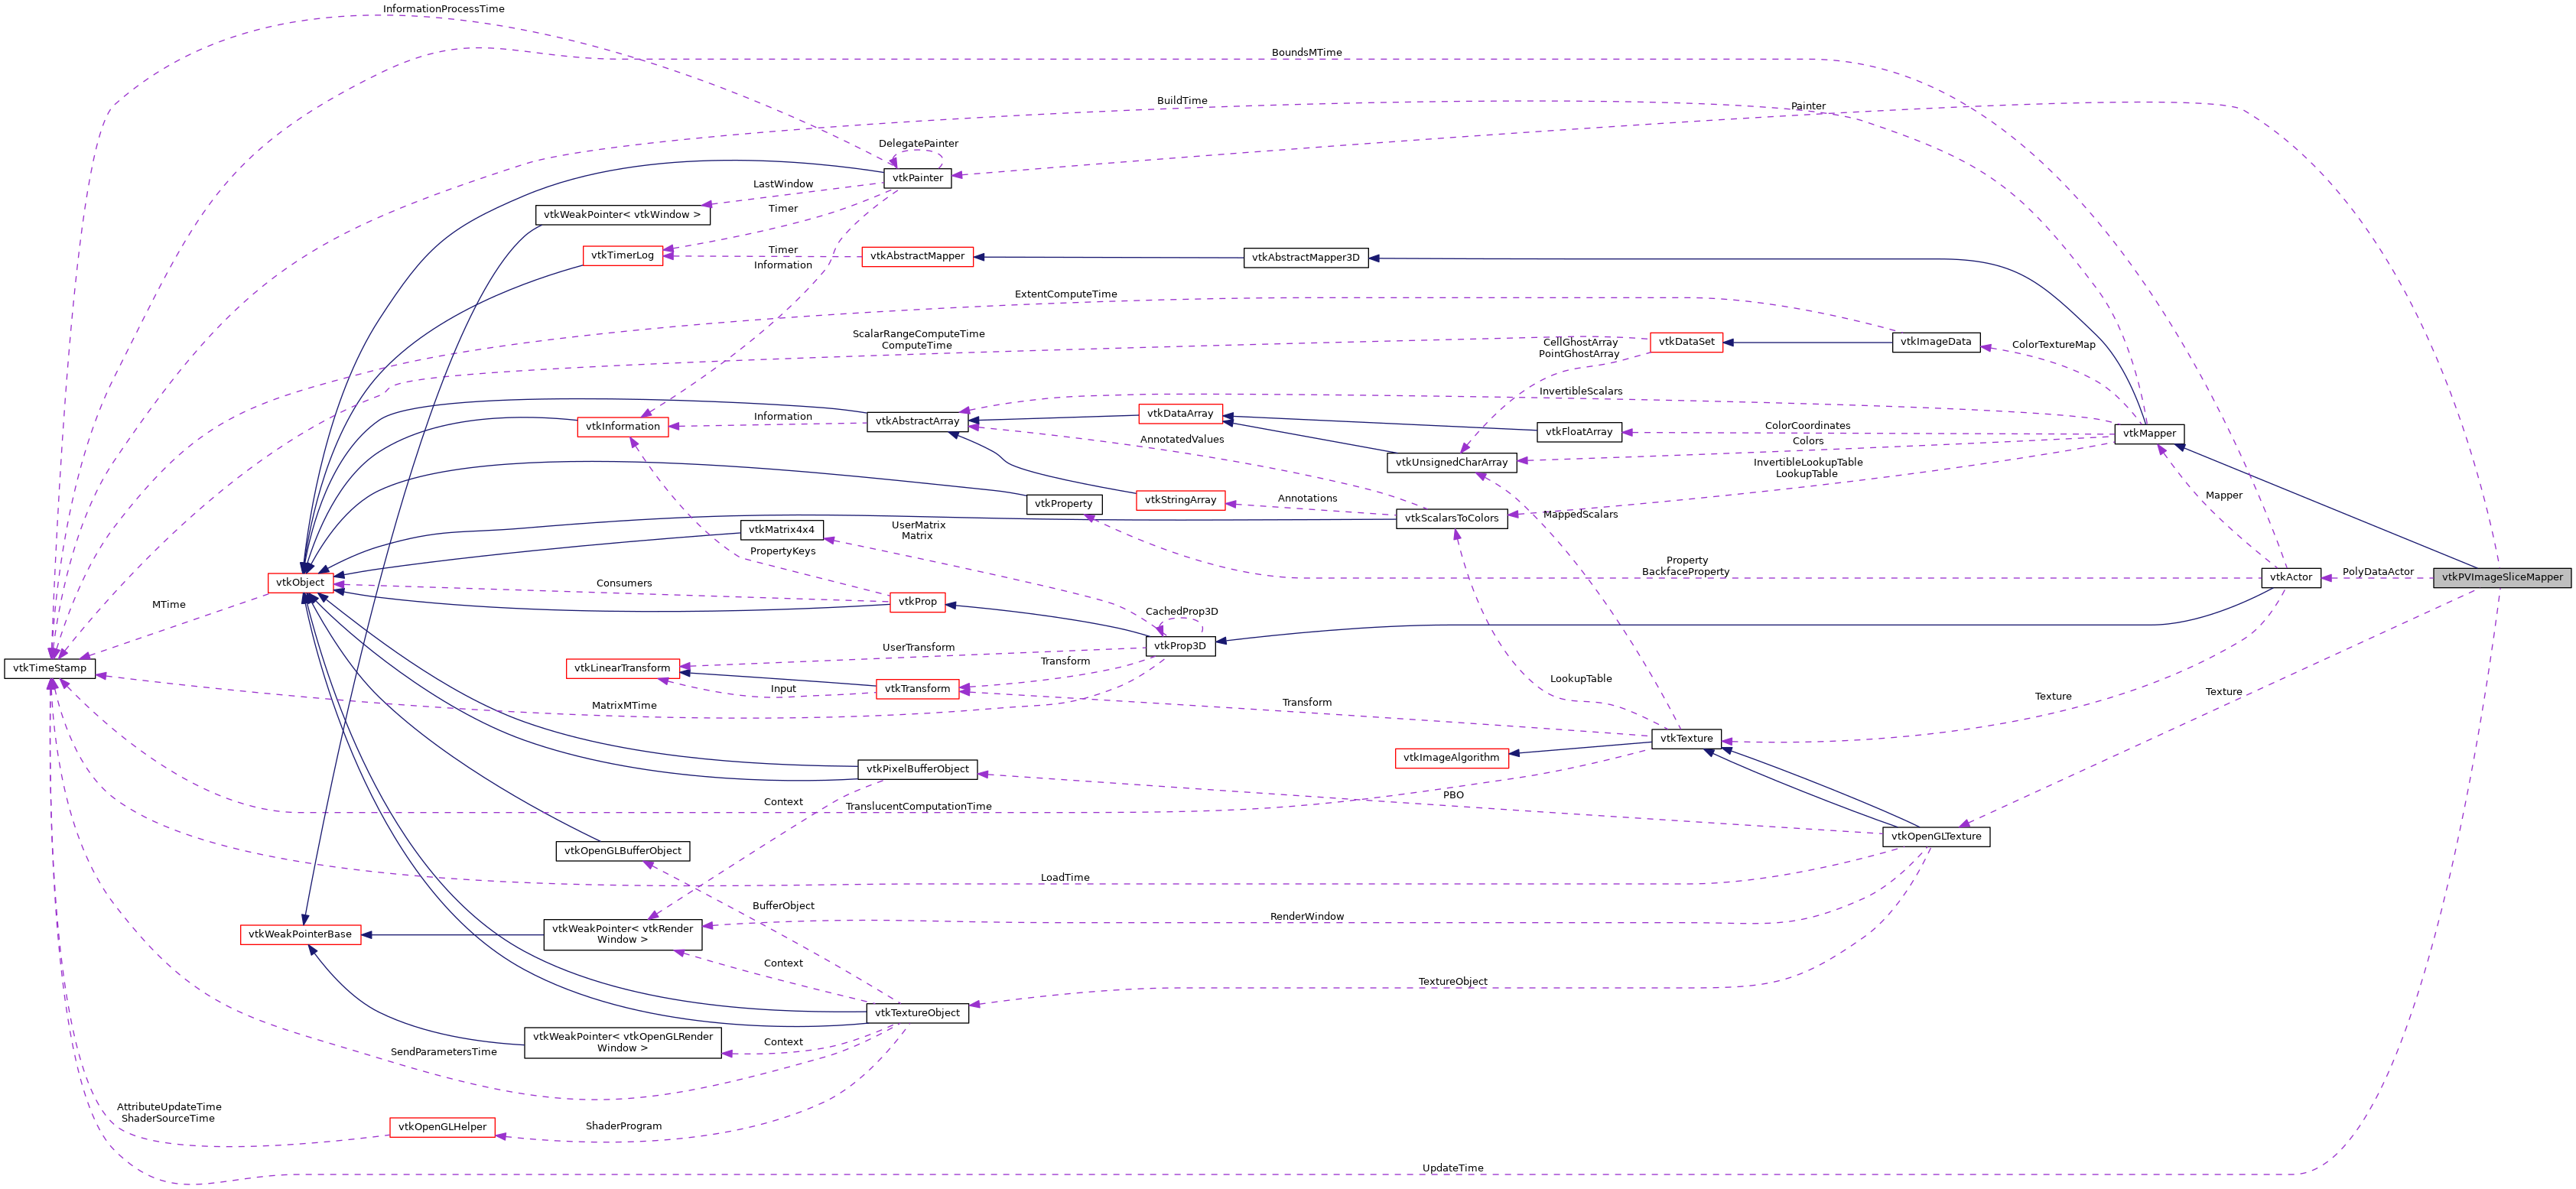 InformationProcessTime
BoundsMTime
BuildTime
Painter
DelegatePainter
vtkPainter
LastWindow
vtkWeakPointer< vtkWindow >
Timer
vtkTimerLog
Timer
vtkAbstractMapper
vtkAbstractMapper3D
Information
ExtentComputeTime
ScalarRangeComputeTime
ComputeTime
CellGhostArray
PointGhostArray
vtkDataSet
vtkImageData
ColorTextureMap
InvertibleScalars
vtkInformation
Information
vtkAbstractArray
vtkDataArray
vtkFloatArray
ColorCoordinates
vtkMapper
AnnotatedValues
Colors
vtkUnsignedCharArray
InvertibleLookupTable
LookupTable
vtkStringArray
Annotations
vtkProperty
vtkScalarsToColors
MappedScalars
Mapper
vtkMatrix4x4
UserMatrix
Matrix
PropertyKeys
Property
BackfaceProperty
vtkActor
PolyDataActor
vtkPVImageSliceMapper
vtkObject
Consumers
vtkProp
MTime
CachedProp3D
vtkProp3D
vtkTimeStamp
vtkLinearTransform
UserTransform
Transform
Input
vtkTransform
LookupTable
Texture
Texture
MatrixMTime
Transform
vtkTexture
vtkImageAlgorithm
vtkPixelBufferObject
PBO
Context
TranslucentComputationTime
vtkOpenGLTexture
vtkOpenGLBufferObject
LoadTime
BufferObject
RenderWindow
vtkWeakPointerBase
vtkWeakPointer< vtkRender
Window >
Context
TextureObject
vtkTextureObject
vtkWeakPointer< vtkOpenGLRender
Window >
Context
SendParametersTime
AttributeUpdateTime
ShaderSourceTime
vtkOpenGLHelper
ShaderProgram
UpdateTime